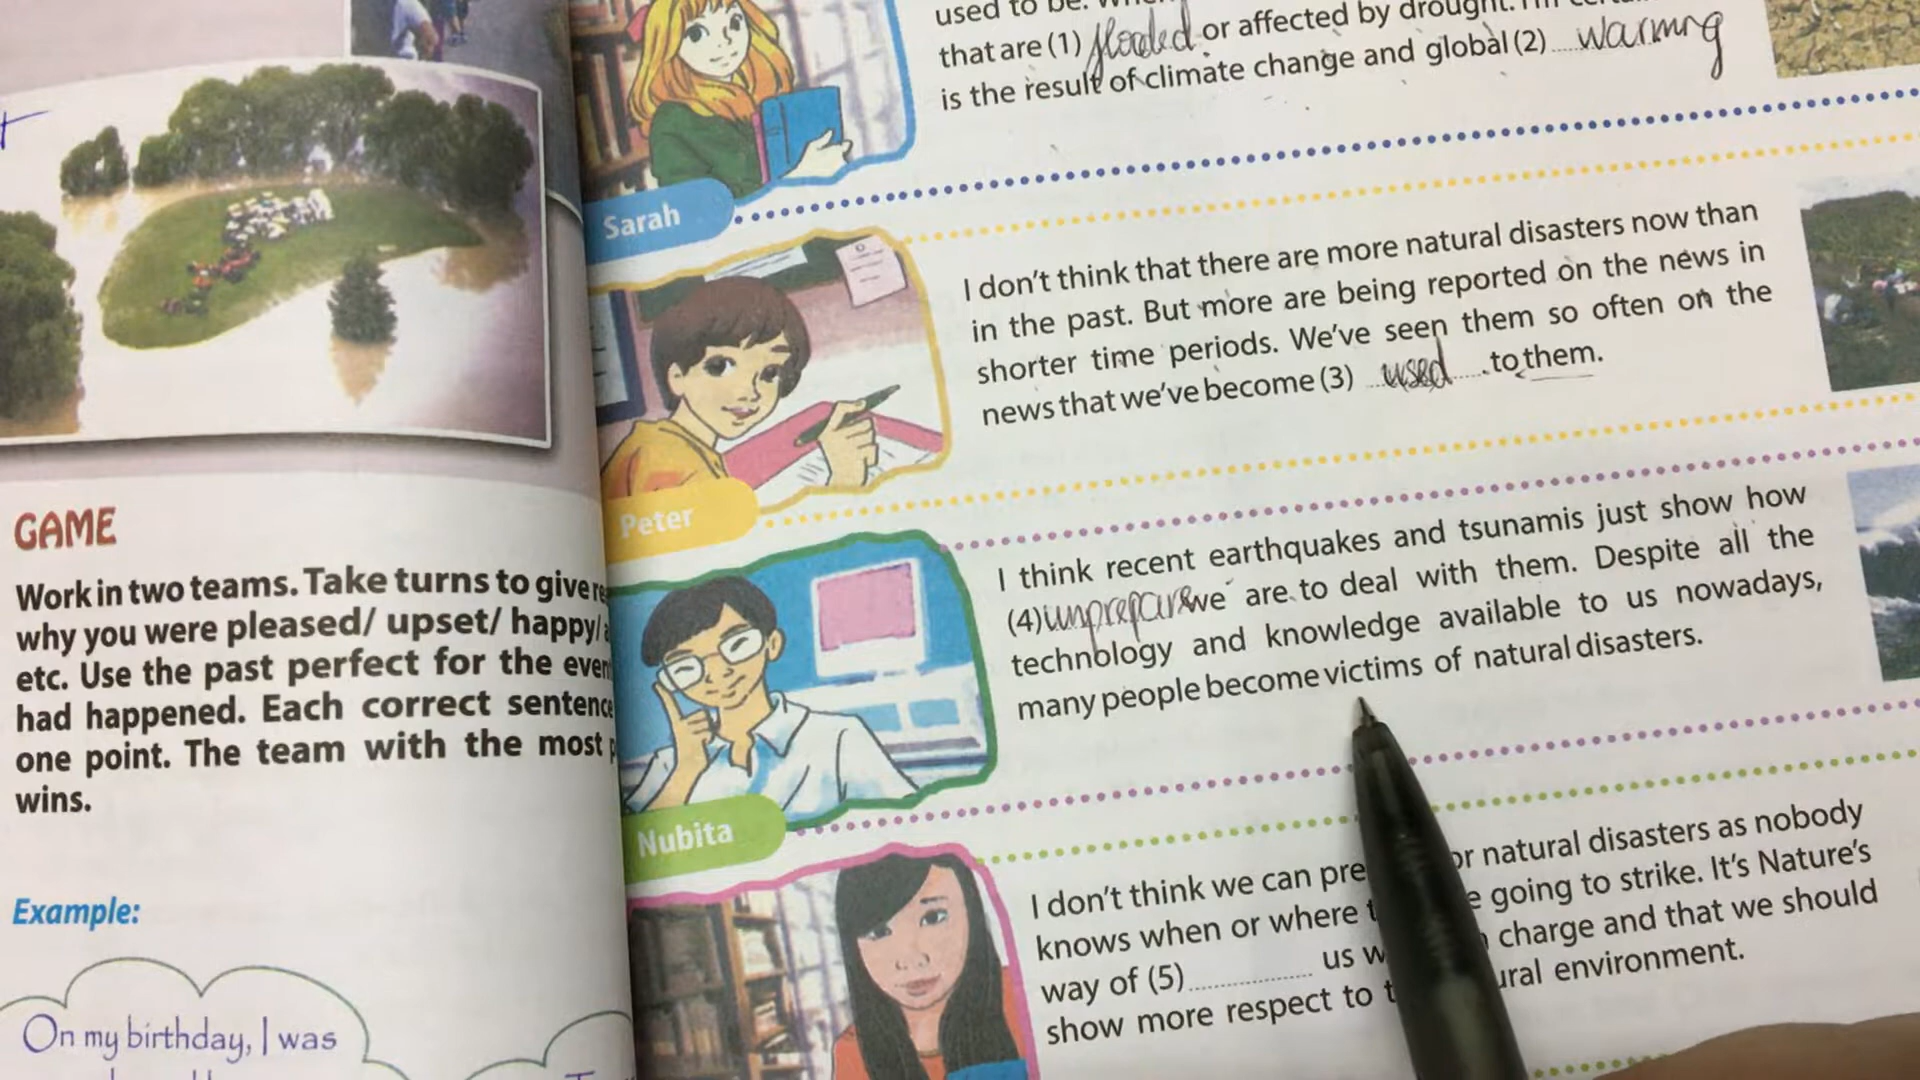 GAME
Work in two teams. Take turns to give
why you were pleased/ upset/ happy/
etc. Use the past perfect for the
had happened. Each correct sentence
one point. The team with the most
wins.
Example:
On my birthday, I was
used to be.
that are (1) flooded or affected by drought.
is the result of climate change and global (2) warming
Sarah
I don't think that there are more natural disasters now than
in the past. But more are being reported on the news in
shorter time periods. We've seen them so often on the
news that we've become (3) used to them.
Peter
I think recent earthquakes and tsunamis just show how
(4) we are to deal with them. Despite all the
technology and knowledge available to us nowadays,
many people become victims of natural disasters.
Nubita
I don't think we can natural disasters as nobody
knows when or where going to strike. It's Nature's
way of (5) ............ us charge and that we should
show more respect to environment.